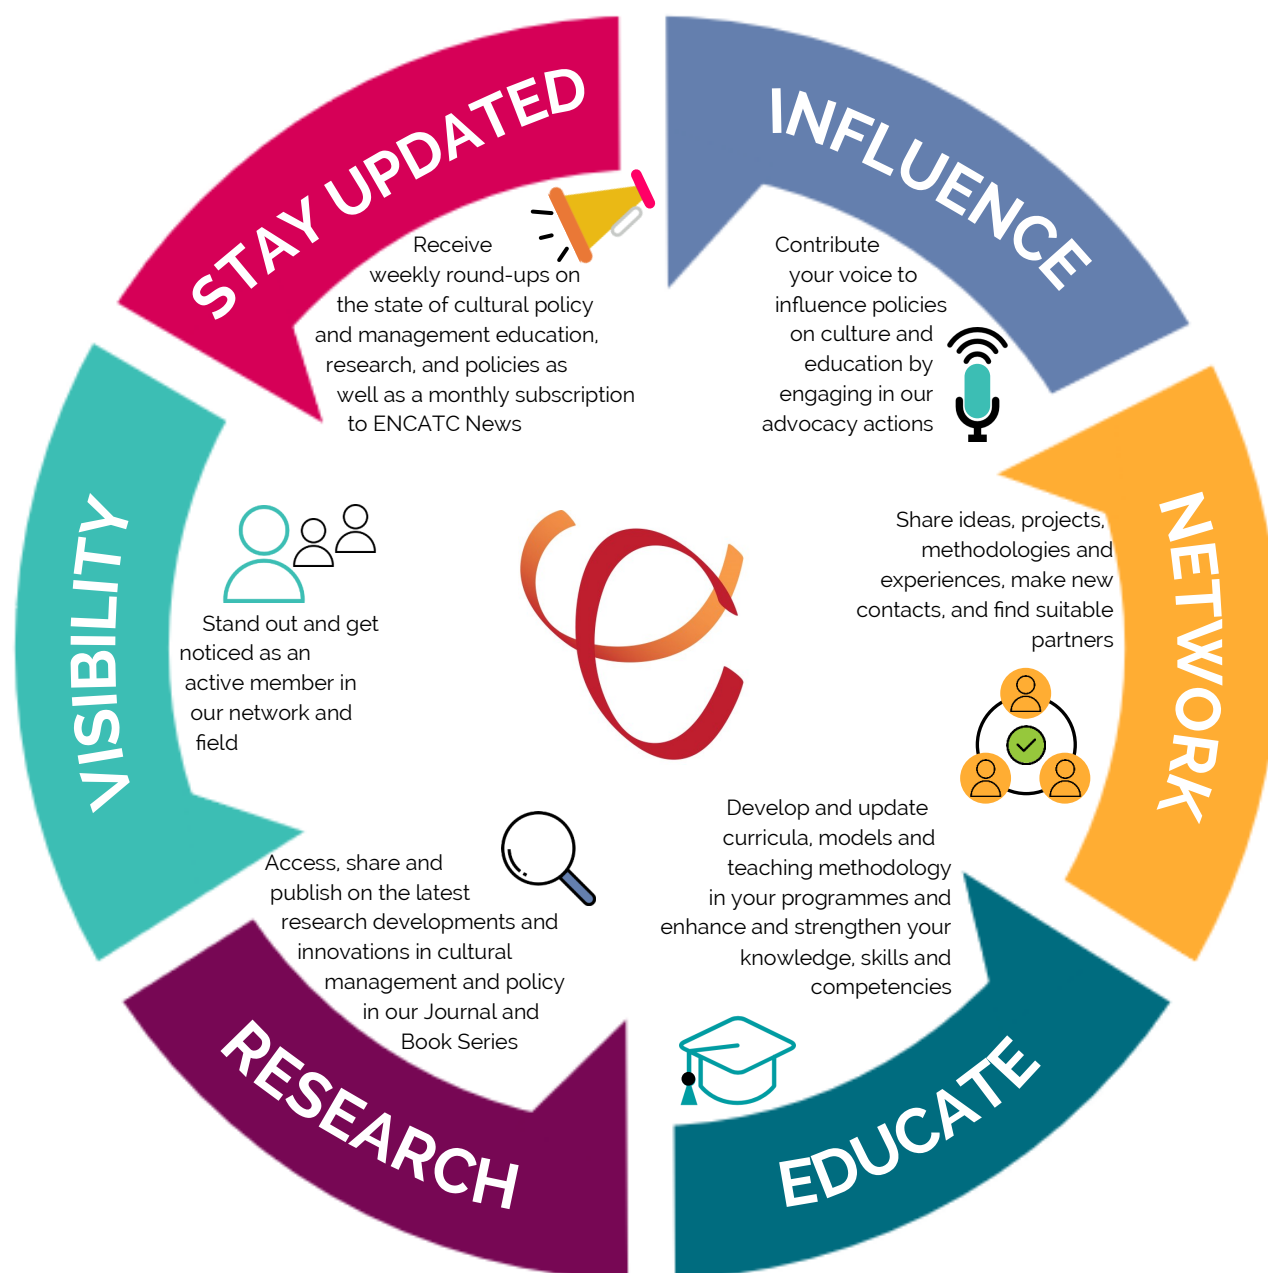 STAY UPDATED
Receive
weekly round-ups on
the state of cultural policy
and management education,
research, and policies as
well as a monthly subscription
to ENCATC News
INFLUENCE
Contribute
your voice to
influence policies
on culture and
education by
engaging in our
advocacy actions
NETWORK
Share ideas, projects,
methodologies and
experiences, make new
contacts, and find suitable
partners
EDUCATE
Develop and update
curricula, models and
teaching methodology
in your programmes and
enhance and strengthen your
knowledge, skills and
competencies
RESEARCH
Access, share and
publish on the latest
research developments and
innovations in cultural
management and policy
in our Journal and
Book Series
VISIBILITY
Stand out and get
noticed as an
active member in
our network and
field